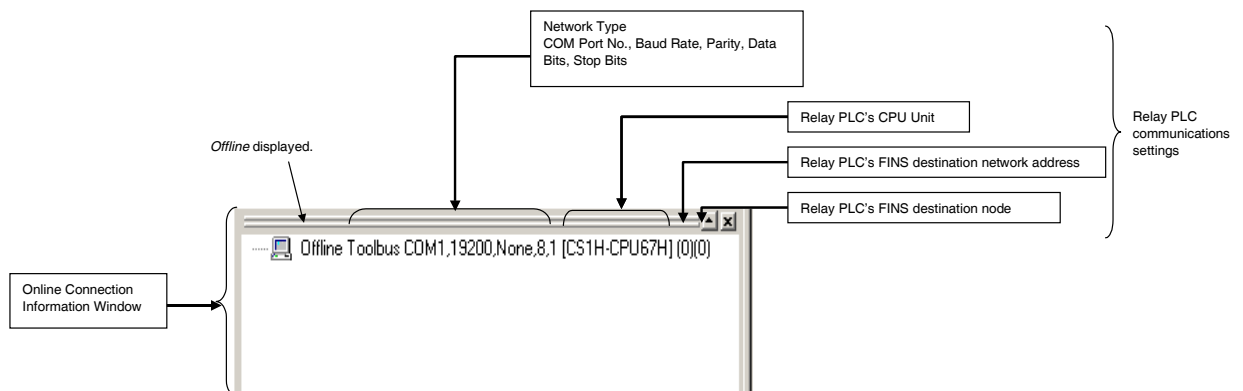 Network Type
COM Port No., Baud Rate, Parity, Data
Bits, Stop Bits
Relay PLC's CPU Unit
Relay PLC
communications
settings
Offline displayed.
Relay PLC's FINS destination network address
Relay PLC's FINS destination node
Offline Toolbus COM1,19200,None,8,1 [CS1H-CPU67H] (0)(0)
Online Connection
Information Window